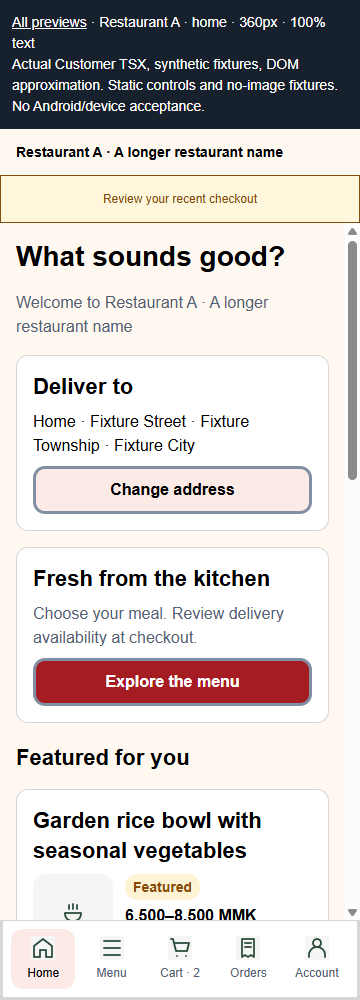 All previews · Restaurant A · home · 360px · 100%
text
Actual Customer TSX, synthetic fixtures, DOM
approximation. Static controls and no-image fixtures.
No Android/device acceptance.
Restaurant A · A longer restaurant name
Review your recent checkout
What sounds good?
Welcome to Restaurant A · A longer
restaurant name
Deliver to
Home · Fixture Street · Fixture
Township · Fixture City
Change address
Fresh from the kitchen
Choose your meal. Review delivery
availability at checkout.
Explore the menu
Featured for you
Garden rice bowl with
seasonal vegetables
Featured
6,500–8,500 MMK
Home
Menu
Cart · 2
Orders
Account